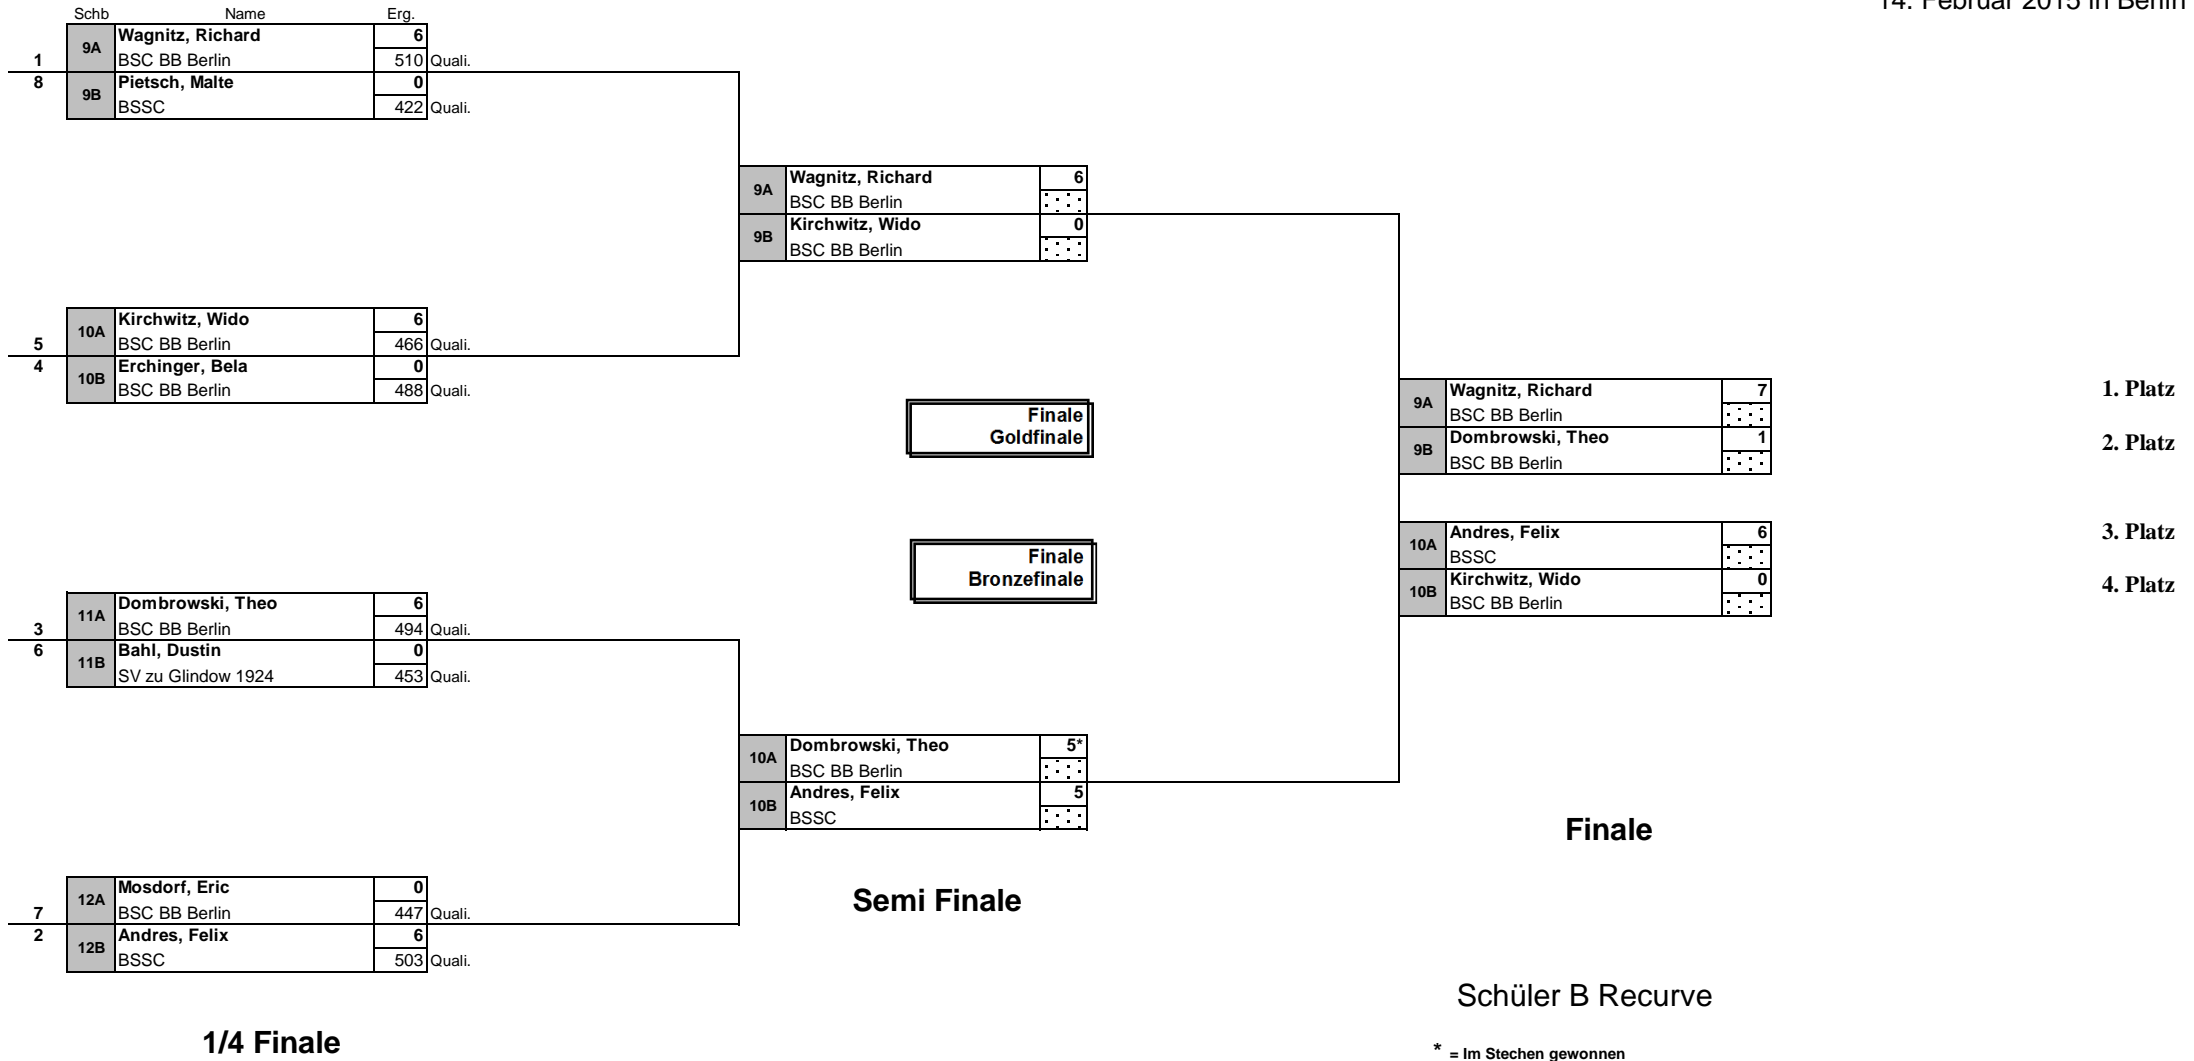 14. Februar 2015 in Berlin
Schb Name Erg.
9A Wagnitz, Richard 6
1 BSC BB Berlin 510 Quali.
8 9B Pietsch, Malte 0
BSSC 422 Quali.
9A Wagnitz, Richard 6
BSC BB Berlin
9B Kirchwitz, Wido 0
BSC BB Berlin
10A Kirchwitz, Wido 6
5 BSC BB Berlin 466 Quali.
4 10B Erchinger, Bela 0
BSC BB Berlin 488 Quali.
Finale
Goldfinale
9A Wagnitz, Richard 7 1. Platz
BSC BB Berlin
9B Dombrowski, Theo 1 2. Platz
BSC BB Berlin
Finale
Bronzefinale
10A Andres, Felix 6 3. Platz
BSSC
10B Kirchwitz, Wido 0 4. Platz
BSC BB Berlin
11A Dombrowski, Theo 6
3 BSC BB Berlin 494 Quali.
6 11B Bahl, Dustin 0
SV zu Glindow 1924 453 Quali.
10A Dombrowski, Theo 5*
BSC BB Berlin
10B Andres, Felix 5
BSSC
Finale
12A Mosdorf, Eric 0
7 BSC BB Berlin 447 Quali.
2 12B Andres, Felix 6
BSSC 503 Quali.
Semi Finale
Schüler B Recurve
1/4 Finale
* = Im Stechen gewonnen